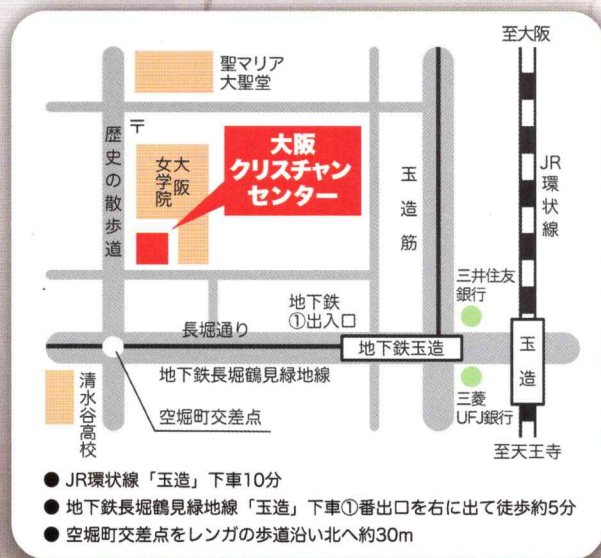 至大阪
聖マリア
大聖堂
〒
歴史の散歩道
大阪
女学院
大阪
クリスチャン
センター
玉造筋
JR環状線
三井住友
銀行
地下鉄
①出入口
長堀通り
地下鉄玉造
玉造
地下鉄長堀鶴見緑地線
清水谷高校
空堀町交差点
三菱
UFJ銀行
至天王寺
● JR環状線「玉造」下車10分
● 地下鉄長堀鶴見緑地線「玉造」下車①番出口を右に出て徒歩約5分
● 空堀町交差点をレンガの歩道沿い北へ約30m